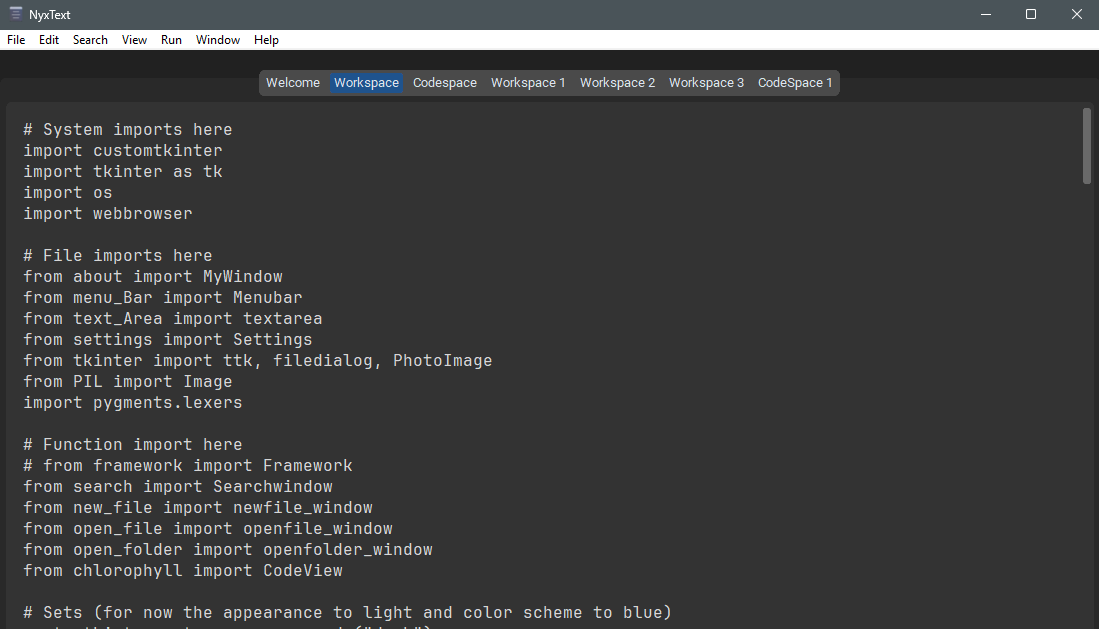 NyxText
File Edit Search View Run Window Help
Welcome Workspace Codespace Workspace 1 Workspace 2 Workspace 3 CodeSpace 1
# System imports here
import customtkinter
import tkinter as tk
import os
import webbrowser
# File imports here
from about import MyWindow
from menu_Bar import Menubar
from text_Area import textarea
from settings import Settings
from tkinter import ttk, filedialog, PhotoImage
from PIL import Image
import pygments.lexers
# Function import here
# from framework import Framework
from search import Searchwindow
from new_file import newfile_window
from open_file import openfile_window
from open_folder import openfolder_window
from chlorophyll import CodeView
# Sets (for now the appearance to light and color scheme to blue)